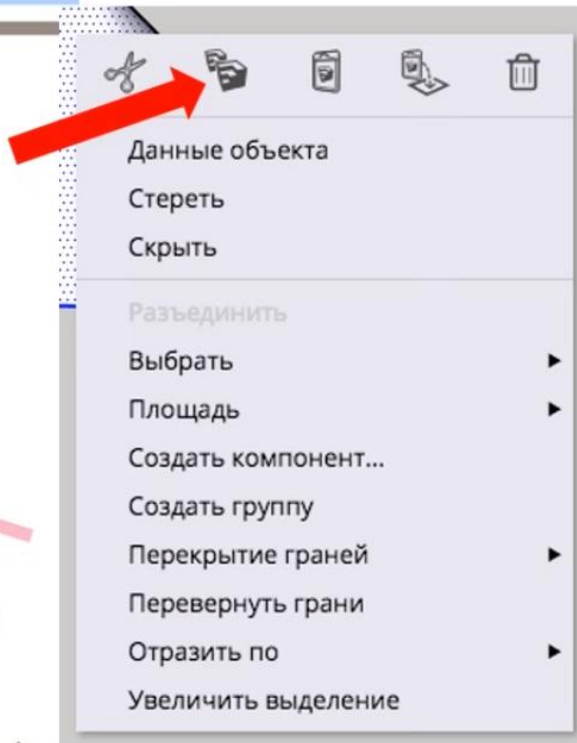 Данные объекта
Стереть
Скрыть
Разъединить
Выбрать
Площадь
Создать компонент...
Создать группу
Перекрытие граней
Перевернуть грани
Отразить по
Увеличить выделение